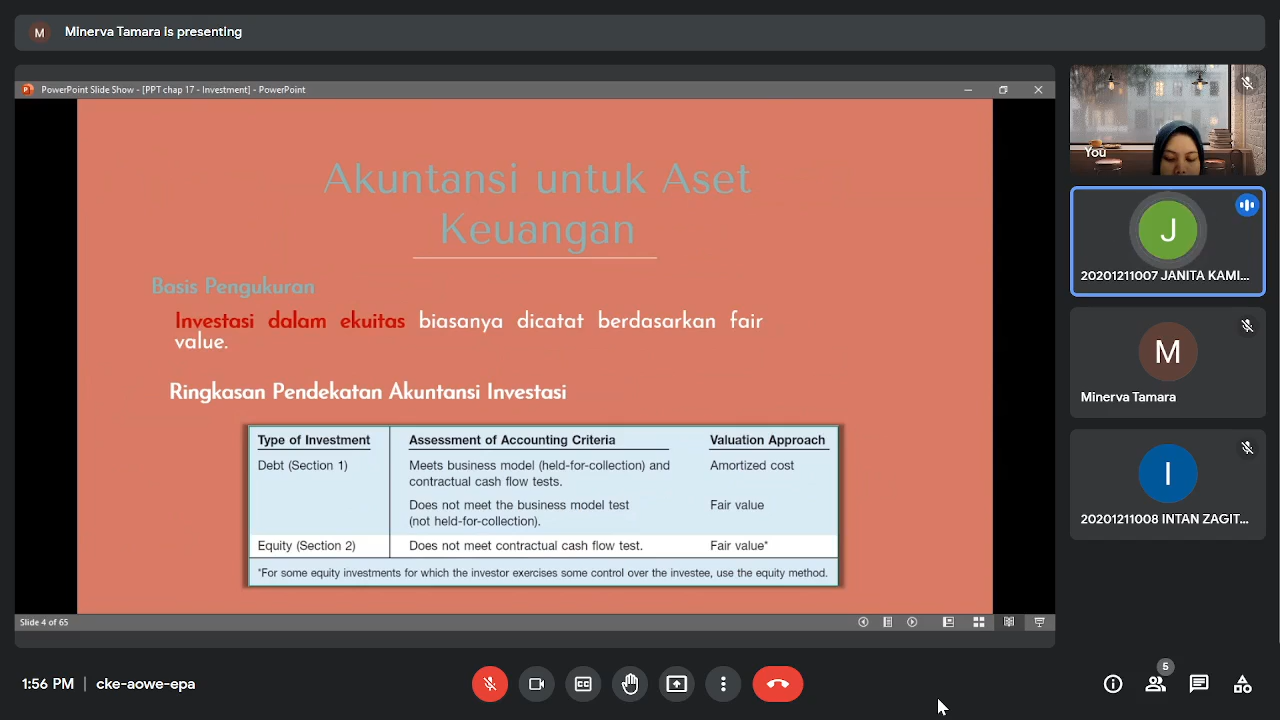 M
Minerva Tamara is presenting
PowerPoint Slide Show - [PPT chap 17 - Investment] - PowerPoint
Akuntansi untuk Aset
Keuangan
Basis Pengukuran
Investasi dalam ekuitas biasanya dicatat berdasarkan fair
value.
Ringkasan Pendekatan Akuntansi Investasi
Type of Investment Assessment of Accounting Criteria Valuation Approach
Debt (Section 1) Meets business model (held-for-collection) and Amortized cost
contractual cash flow tests.
Does not meet the business model test Fair value
(not held-for-collection).
Equity (Section 2) Does not meet contractual cash flow test. Fair value*
*For some equity investments for which the investor exercises some control over the investee, use the equity method.
Slide 4 of 65
You
J
20201211007 JANITA KAMI...
M
Minerva Tamara
I
20201211008 INTAN ZAGIT...
1:56 PM | cke-aowe-epa
5